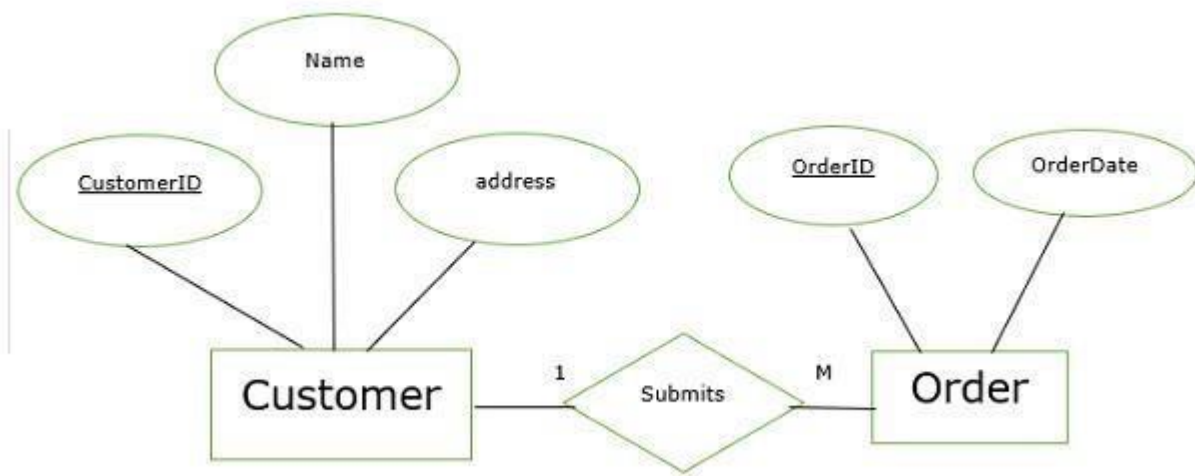 Name
CustomerID
address
OrderID
OrderDate
Customer
1
Submits
M
Order